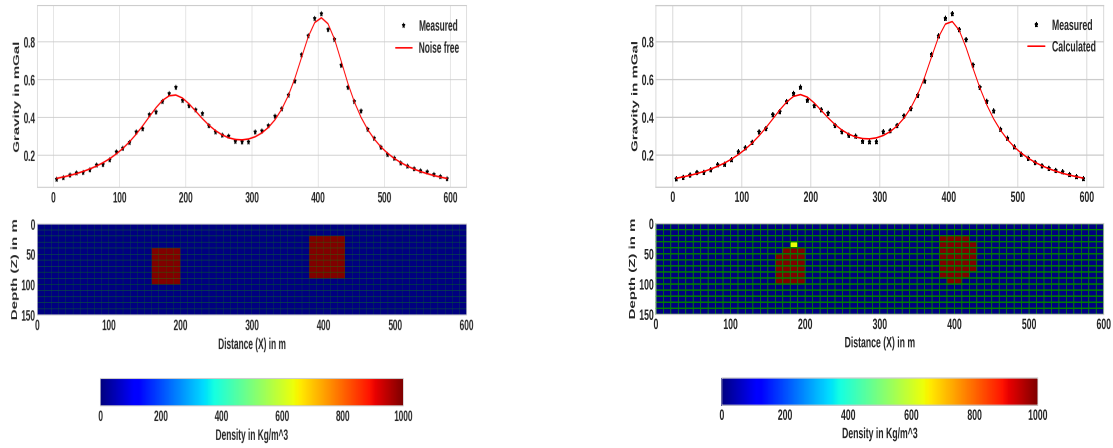 Measured
Noise free
Gravity in mGal
0.8
0.6
0.4
0.2
0 100 200 300 400 500 600
Depth (Z) in m
0
50
100
150
0 100 200 300 400 500 600
Distance (X) in m
0 200 400 600 800 1000
Density in Kg/m^3
Measured
Calculated
Gravity in mGal
0.8
0.6
0.4
0.2
0 100 200 300 400 500 600
Depth (Z) in m
0
50
100
150
0 100 200 300 400 500 600
Distance (X) in m
0 200 400 600 800 1000
Density in Kg/m^3